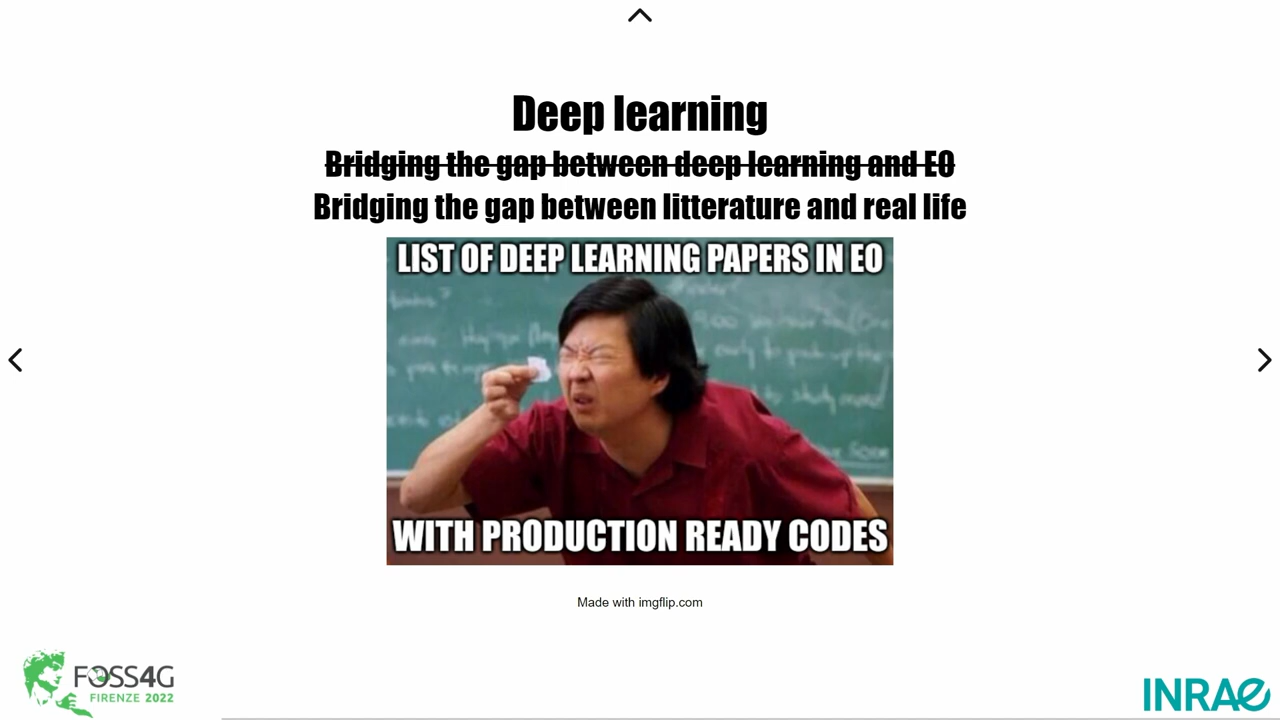 Deep learning
Bridging the gap between deep learning and EO
Bridging the gap between litterature and real life
LIST OF DEEP LEARNING PAPERS IN EO
WITH PRODUCTION READY CODES
Made with imgflip.com
FOSS4G
FIRENZE 2022
INRAE